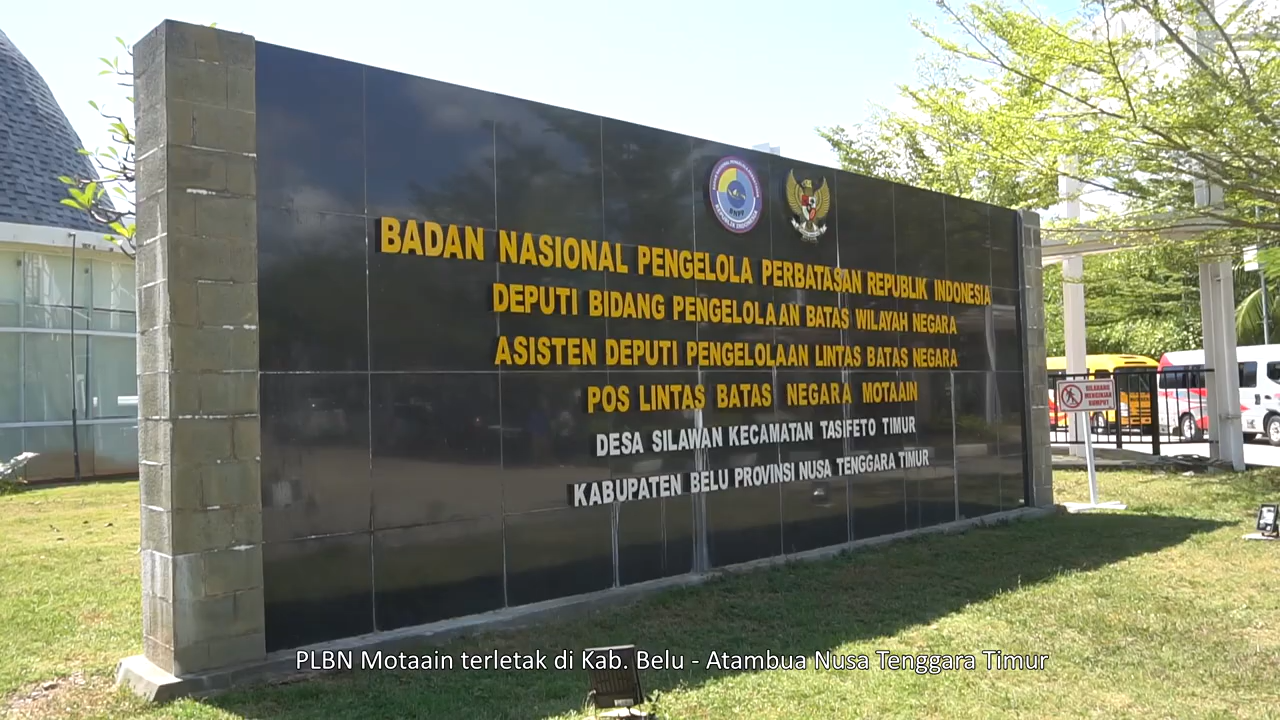 BADAN NASIONAL PENGELOLA PERBATASAN REPUBLIK INDONESIA
DEPUTI BIDANG PENGELOLAAN BATAS WILAYAH NEGARA
ASISTEN DEPUTI PENGELOLAAN LINTAS BATAS NEGARA
POS LINTAS BATAS NEGARA MOTAAIN
DESA SILAWAN KECAMATAN TASIFETO TIMUR
KABUPATEN BELU PROVINSI NUSA TENGGARA TIMUR
BNPP
REPUBLIK INDONESIA
PLBN Motaain terletak di Kab. Belu - Atambua Nusa Tenggara Timur